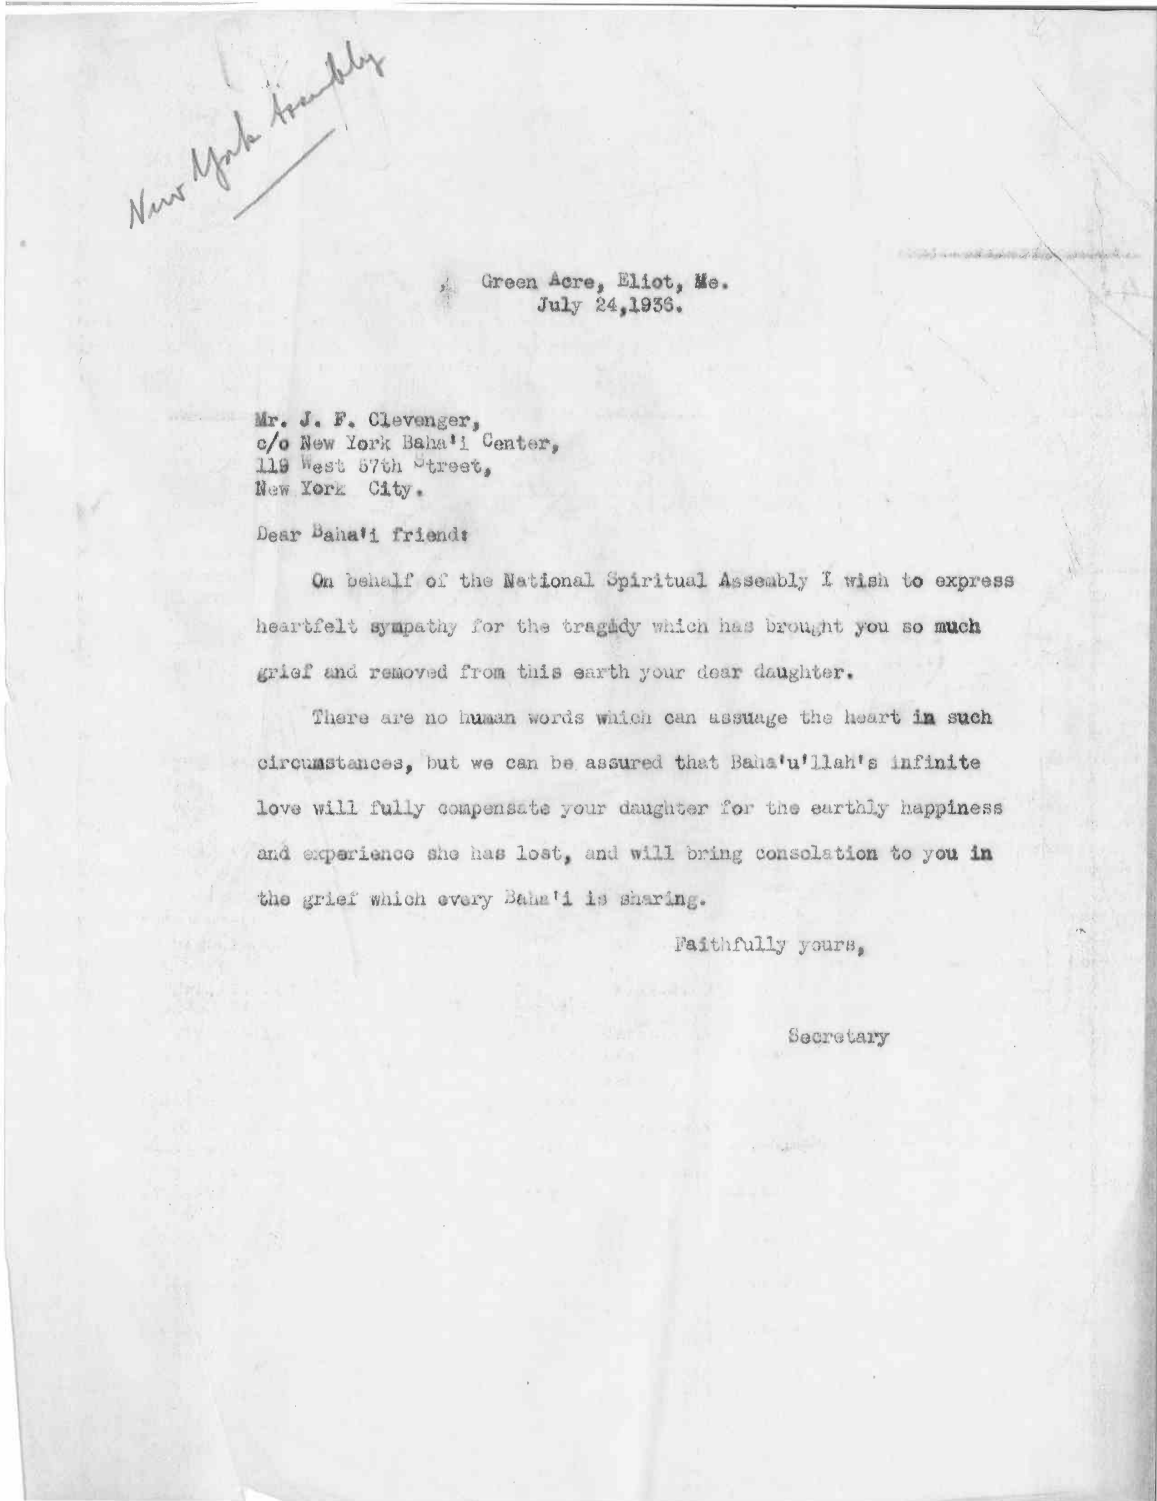 New York Assembly
Green Acre, Eliot, Me.
July 24,1936.
Mr. J. F. Clevenger,
c/o New York Baha'i Center,
119 West 57th Street,
New York City.
Dear Baha'i friend:
On behalf of the National Spiritual Assembly I wish to express
heartfelt sympathy for the tragedy which has brought you so much
grief and removed from this earth your dear daughter.
There are no human words which can assuage the heart in such
circumstances, but we can be assured that Baha'u'llah's infinite
love will fully compensate your daughter for the earthly happiness
and experience she has lost, and will bring consolation to you in
the grief which every Baha'i is sharing.
Faithfully yours,
Secretary